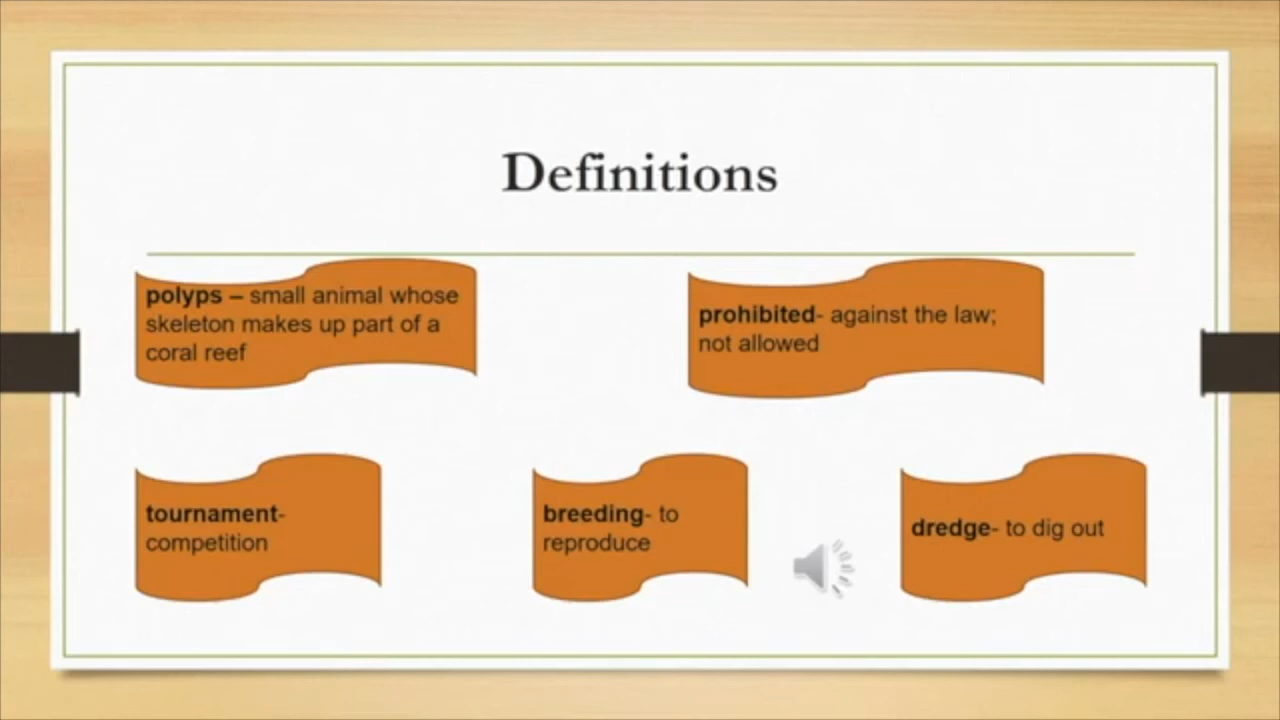 Definitions
polyps – small animal whose
skeleton makes up part of a
coral reef
prohibited- against the law;
not allowed
tournament-
competition
breeding- to
reproduce
dredge- to dig out